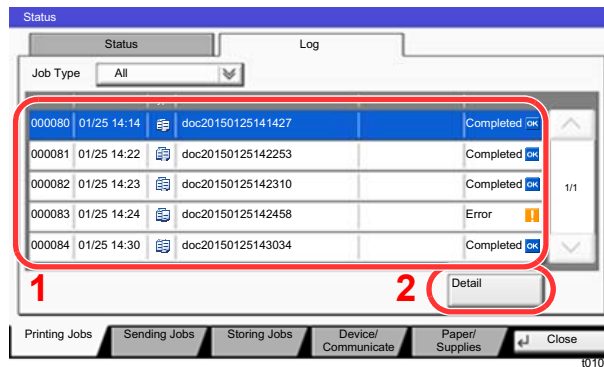 Status
Status Log
Job Type All
000080 01/25 14:14 doc20150125141427 Completed OK
000081 01/25 14:22 doc20150125142253 Completed OK
000082 01/25 14:23 doc20150125142310 Completed OK 1/1
000083 01/25 14:24 doc20150125142458 Error !
000084 01/25 14:30 doc20150125143034 Completed OK
1 2 Detail
Printing Jobs Sending Jobs Storing Jobs Device/
Communicate Paper/
Supplies Close
t010